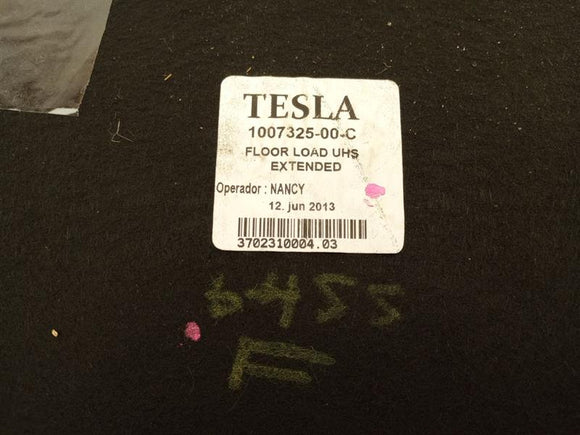 TESLA
1007325-00-C
FLOOR LOAD UHS
EXTENDED
Operador : NANCY
12. jun 2013
3702310004.03
6455
F